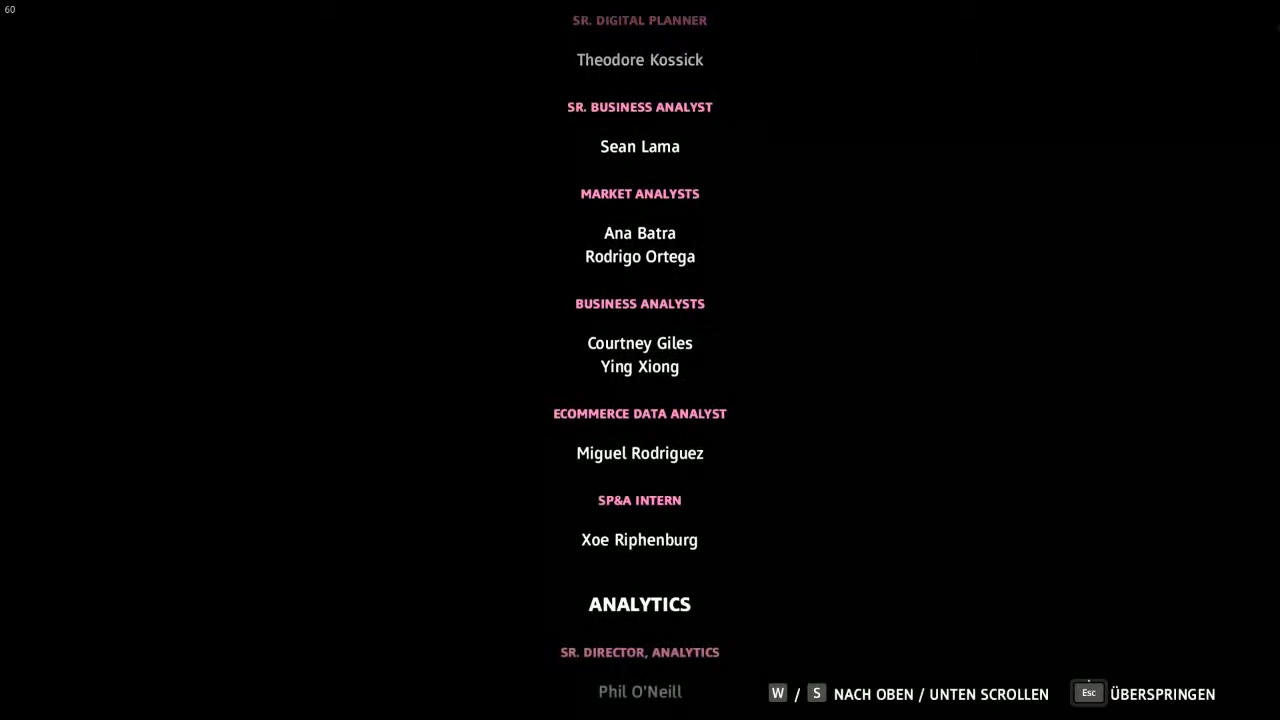 60
SR. DIGITAL PLANNER
Theodore Kossick
SR. BUSINESS ANALYST
Sean Lama
MARKET ANALYSTS
Ana Batra
Rodrigo Ortega
BUSINESS ANALYSTS
Courtney Giles
Ying Xiong
ECOMMERCE DATA ANALYST
Miguel Rodriguez
SP&A INTERN
Xoe Riphenburg
ANALYTICS
SR. DIRECTOR, ANALYTICS
Phil O'Neill
W / S NACH OBEN / UNTEN SCROLLEN Esc ÜBERSPRINGEN